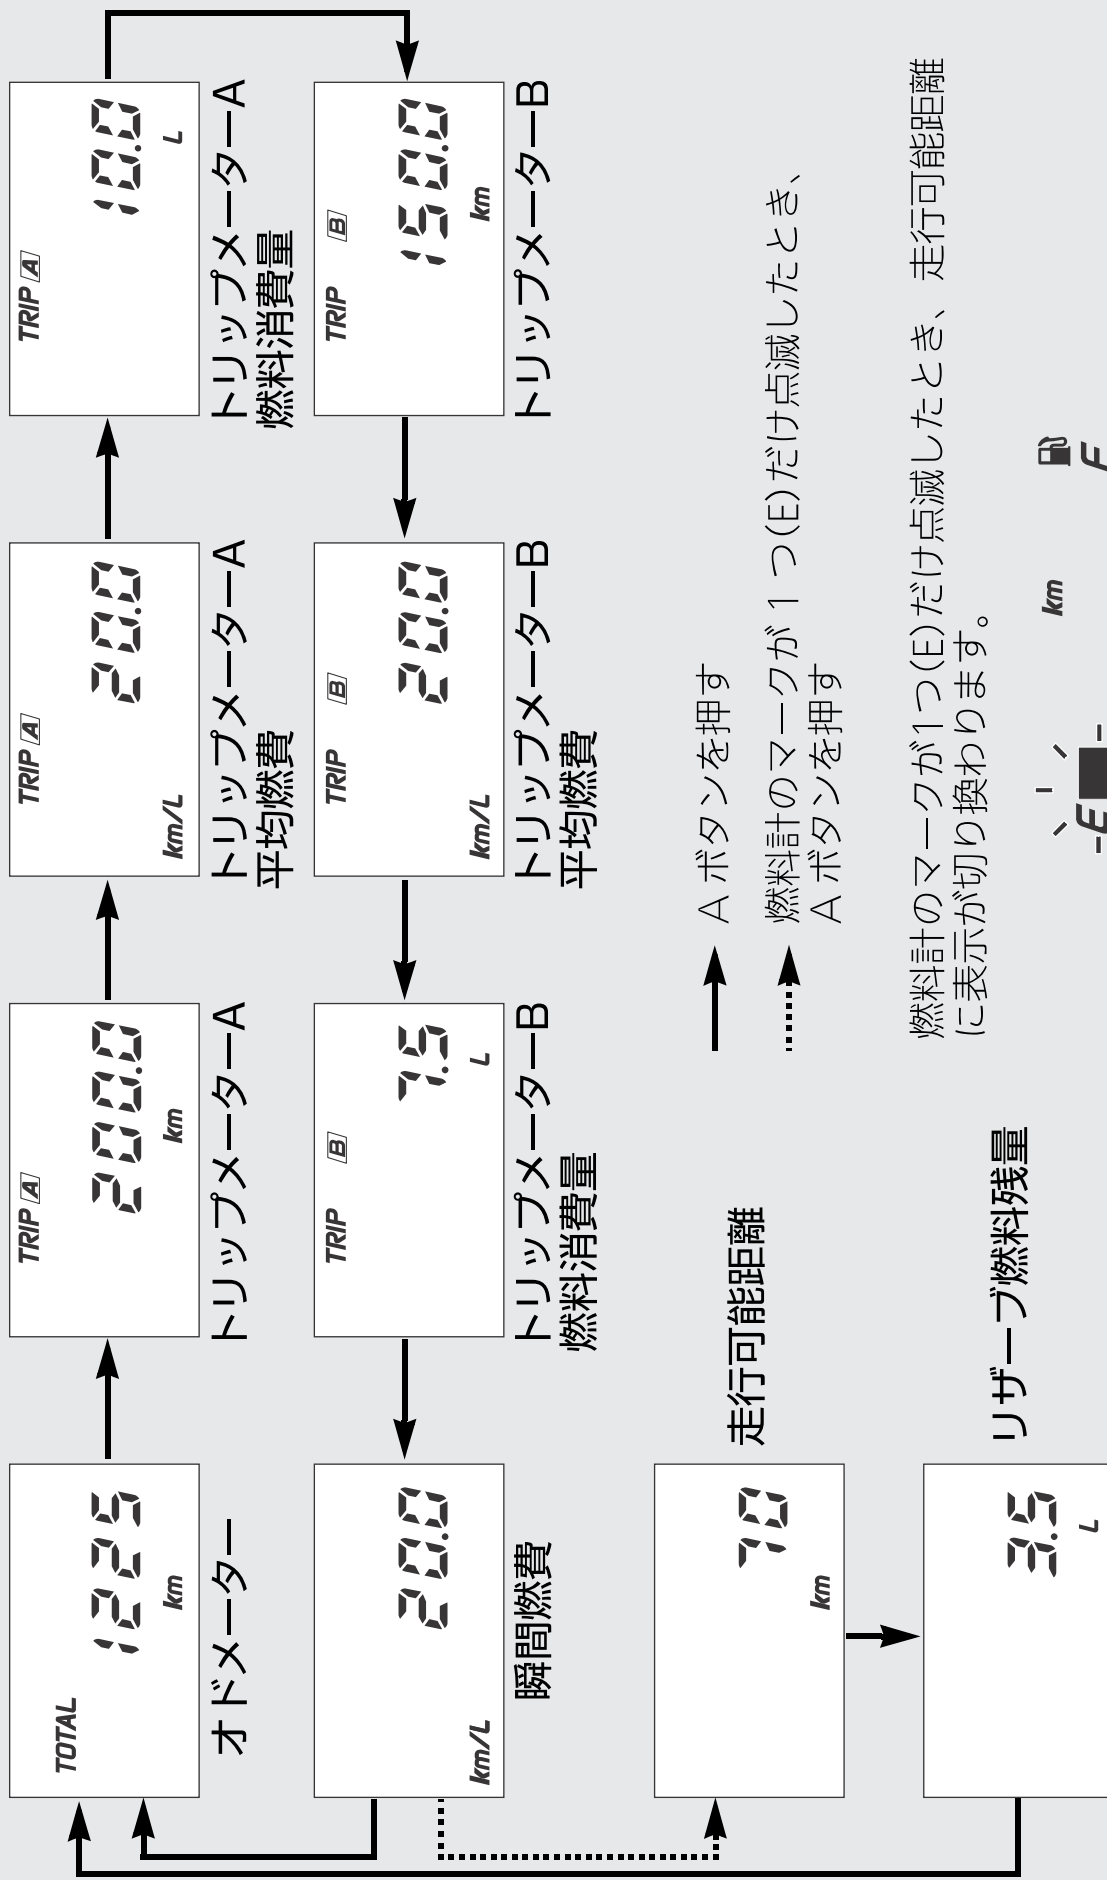 TOTAL
1225
km
オドメーター
TRIP A
200.0
km
トリップメーターA
TRIP A
20.0
km/L
トリップメーターA
平均燃費
TRIP A
10.0
L
トリップメーターA
燃料消費量
20.0
km/L
瞬間燃費
TRIP B
7.5
L
トリップメーターB
燃料消費量
TRIP B
20.0
km/L
トリップメーターB
平均燃費
TRIP B
150.0
km
トリップメーターB
70
km
走行可能距離
A ボタンを押す
燃料計のマークが 1 つ(E)だけ点滅したとき、
A ボタンを押す
3.5
L
リザーブ燃料残量
燃料計のマークが1つ(E)だけ点滅したとき、走行可能距離
に表示が切り換わります。
km
E
F